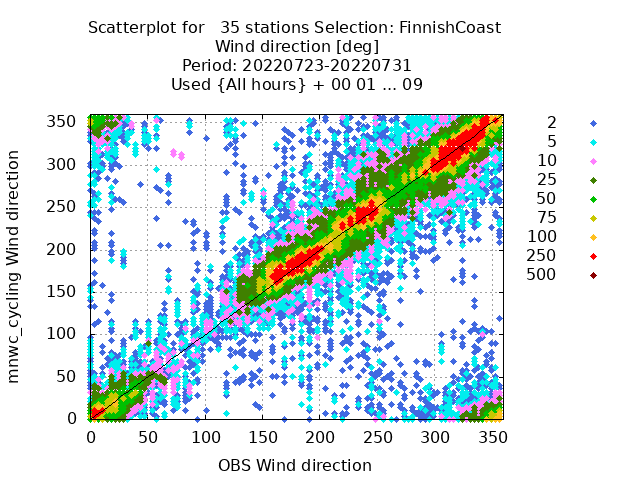 Scatterplot for 35 stations Selection: FinnishCoast
Wind direction [deg]
Period: 20220723-20220731
Used {All hours} + 00 01 ... 09
mnwc_cycling Wind direction
350
300
250
200
150
100
50
0
0 50 100 150 200 250 300 350
OBS Wind direction
2
5
10
25
50
75
100
250
500